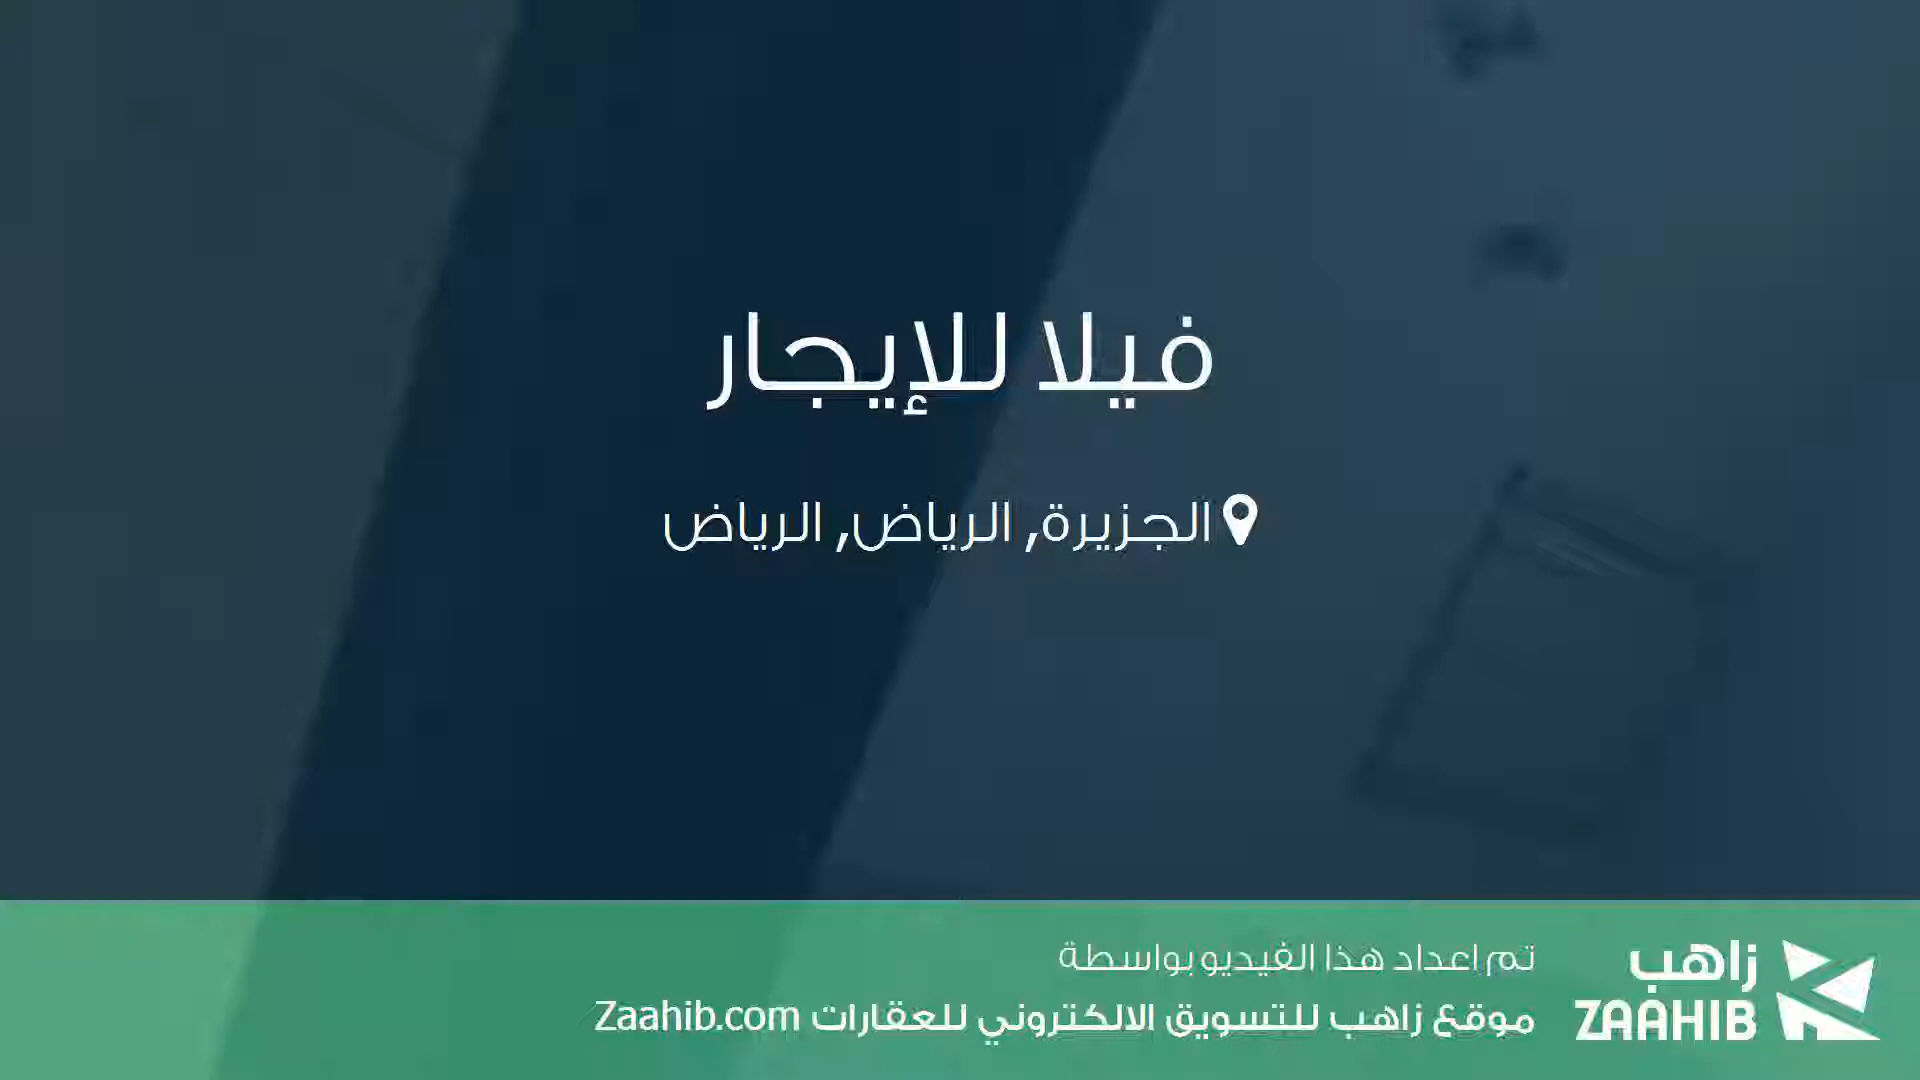 فيلا للإيجار
الجزيرة, الرياض, الرياض
تم اعداد هذا الفيديو بواسطة
موقع زاهب للتسويق الالكتروني للعقارات Zaahib.com
زاهب
ZAAHIB